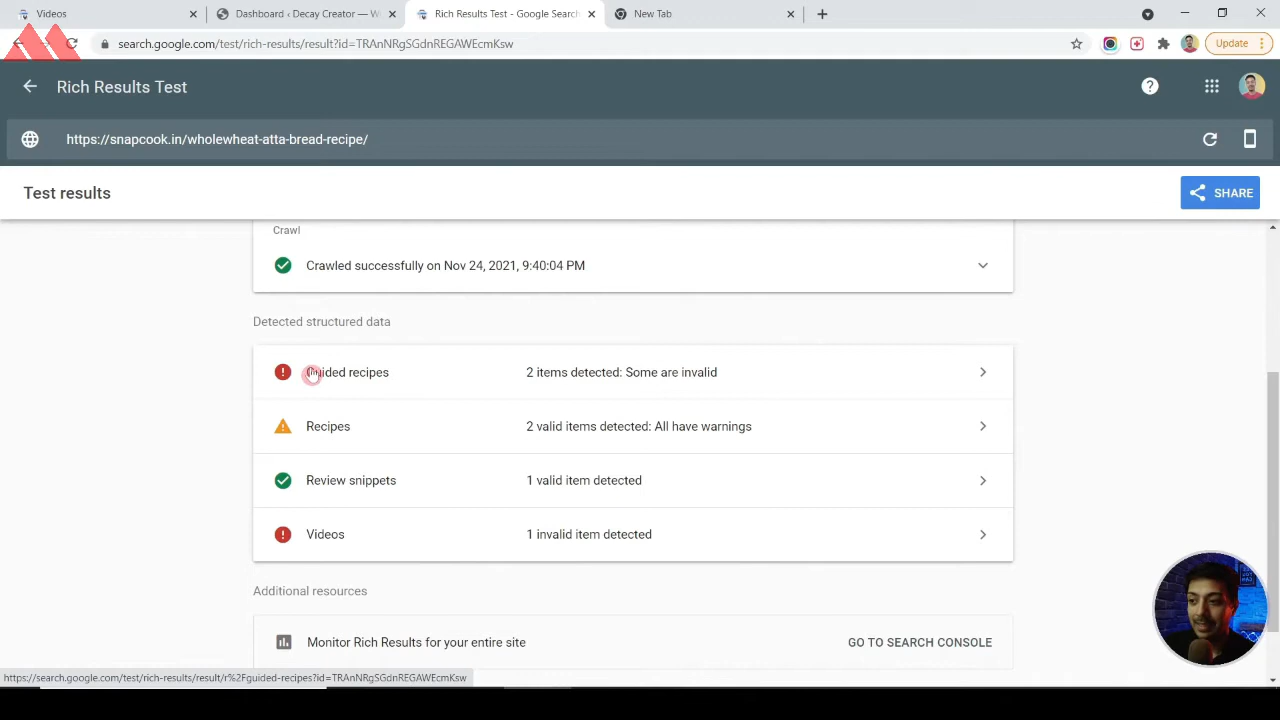 Videos
Dashboard ‹ Decay Creator — W
Rich Results Test - Google Search
New Tab
search.google.com/test/rich-results/result?id=TRAnNRgSGdnREGAWEcmKsw
Update
Rich Results Test
https://snapcook.in/wholewheat-atta-bread-recipe/
Test results
SHARE
Crawl
Crawled successfully on Nov 24, 2021, 9:40:04 PM
Detected structured data
Guided recipes 2 items detected: Some are invalid
Recipes 2 valid items detected: All have warnings
Review snippets 1 valid item detected
Videos 1 invalid item detected
Additional resources
Monitor Rich Results for your entire site GO TO SEARCH CONSOLE
https://search.google.com/test/rich-results/result/r%2Fguided-recipes?id=TRAnNRgSGdnREGAWEcmKsw